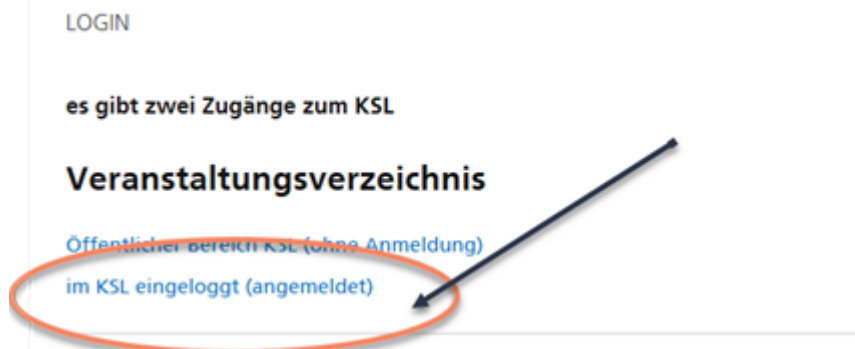 LOGIN
es gibt zwei Zugänge zum KSL
Veranstaltungsverzeichnis
Öffentlicher Bereich KSL (ohne Anmeldung)
im KSL eingeloggt (angemeldet)